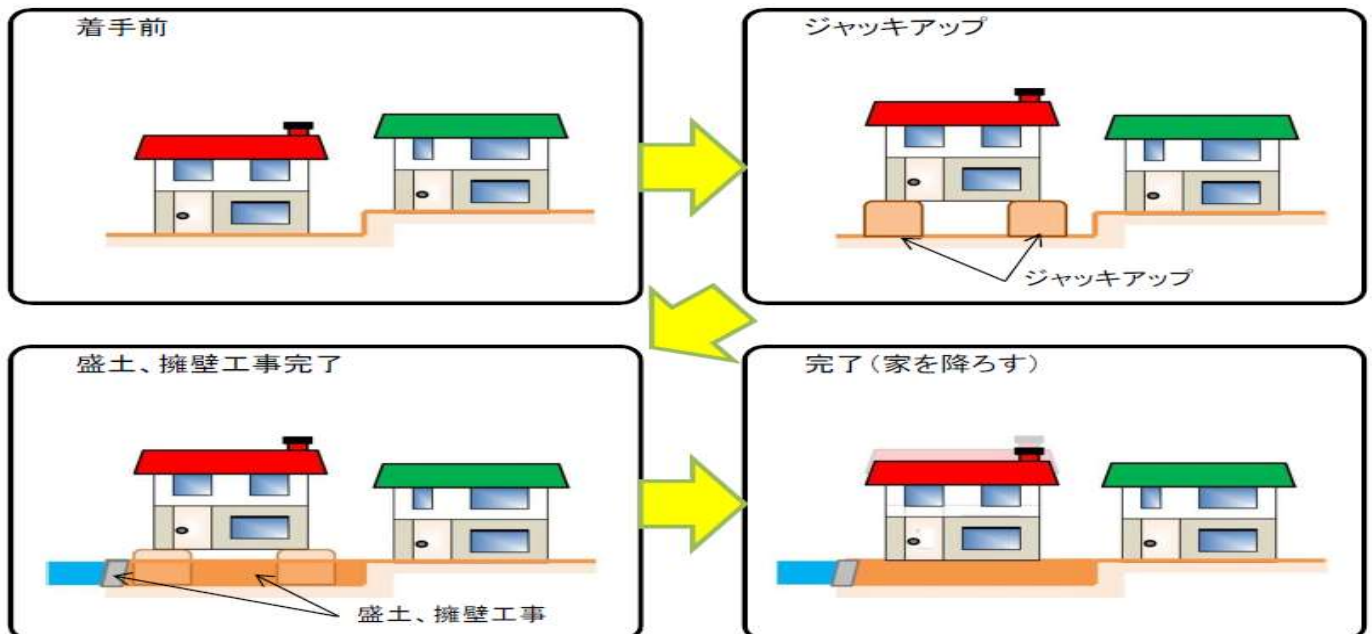 着手前
ジャッキアップ
ジャッキアップ
盛土、擁壁工事完了
盛土、擁壁工事
完了(家を降ろす)